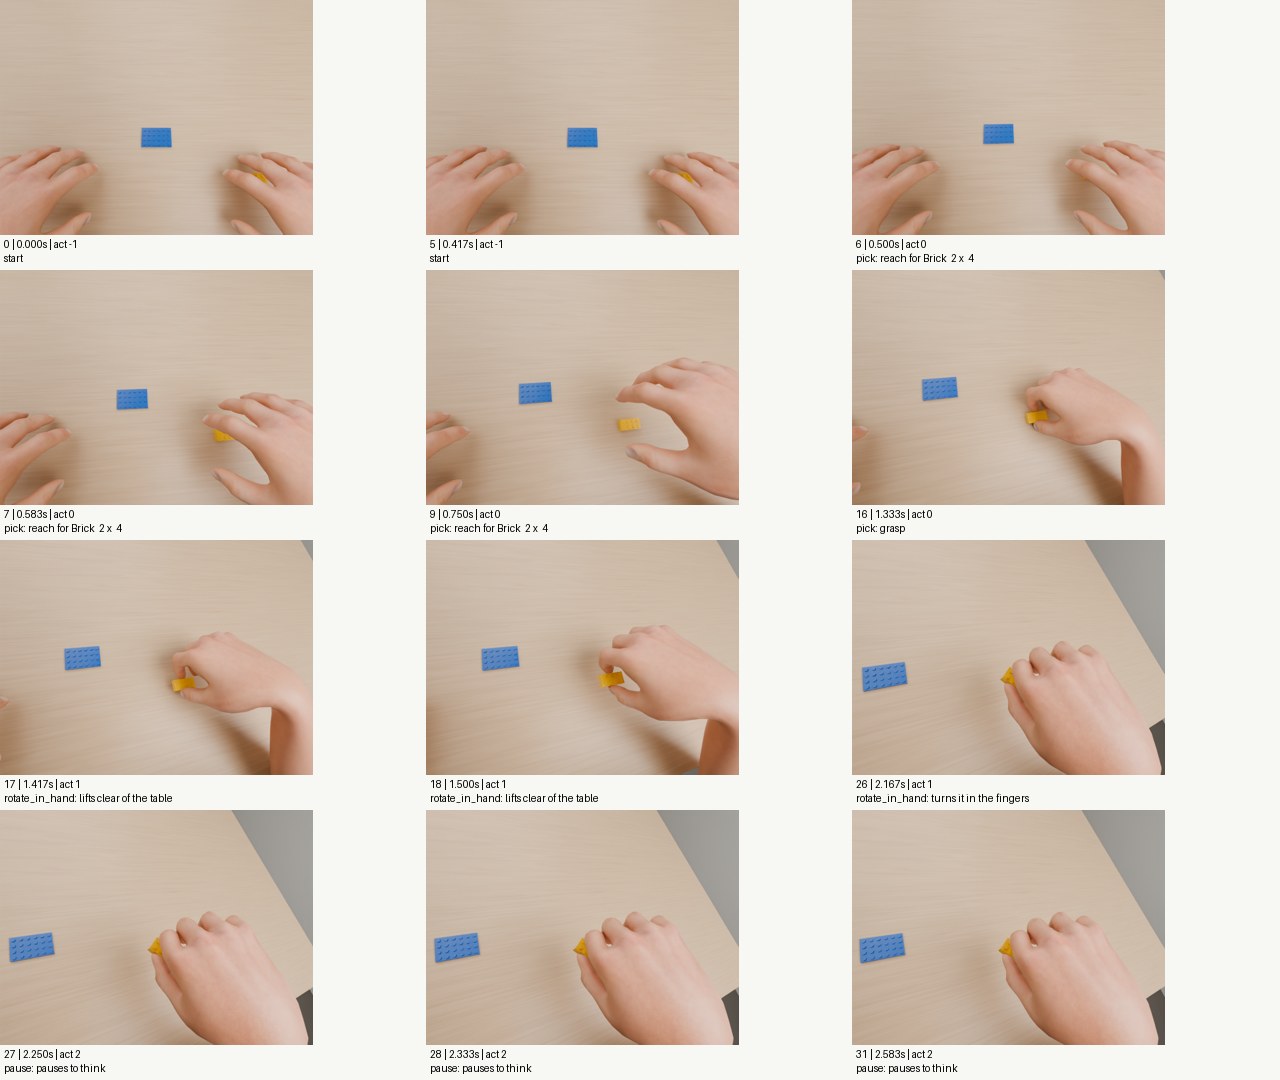 0 | 0.000s | act -1
start
5 | 0.417s | act -1
start
6 | 0.500s | act 0
pick: reach for Brick  2 x  4
7 | 0.583s | act 0
pick: reach for Brick  2 x  4
9 | 0.750s | act 0
pick: reach for Brick  2 x  4
16 | 1.333s | act 0
pick: grasp
17 | 1.417s | act 1
rotate_in_hand: lifts clear of the table
18 | 1.500s | act 1
rotate_in_hand: lifts clear of the table
26 | 2.167s | act 1
rotate_in_hand: turns it in the fingers
27 | 2.250s | act 2
pause: pauses to think
28 | 2.333s | act 2
pause: pauses to think
31 | 2.583s | act 2
pause: pauses to think